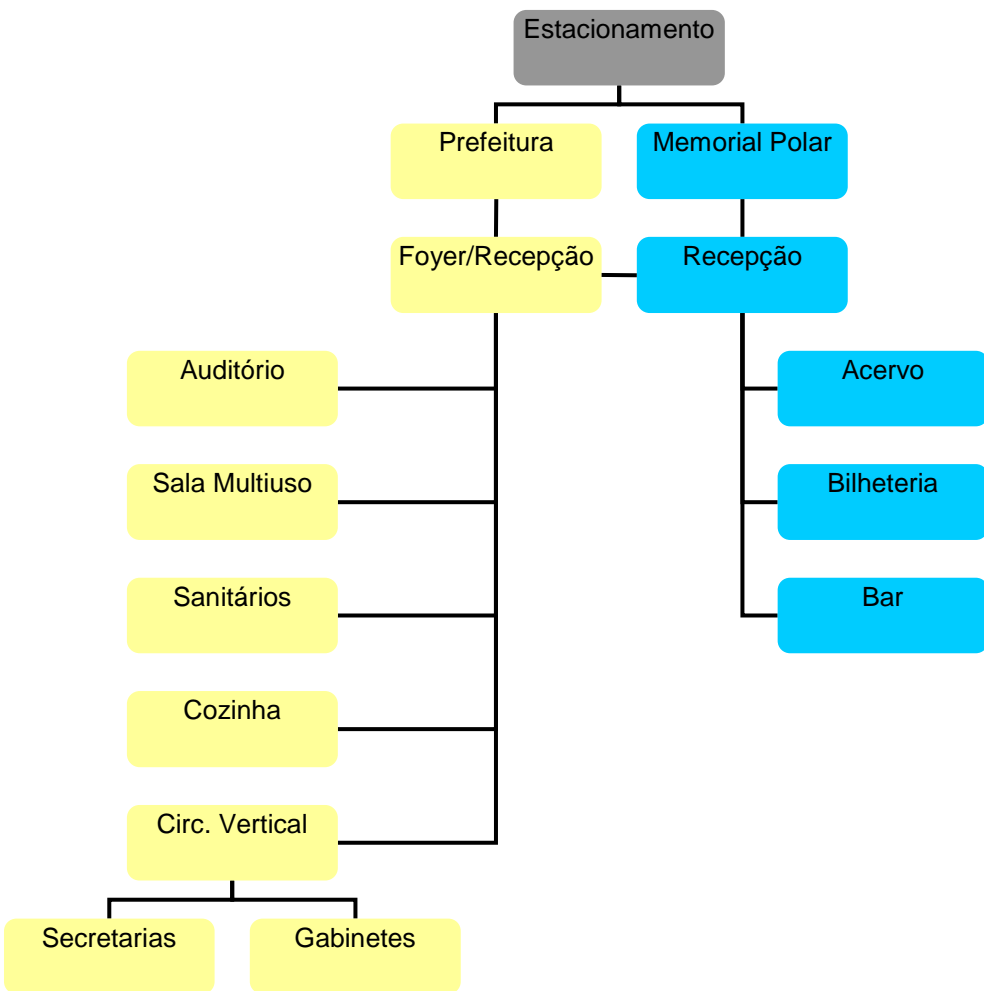 Estacionamento
Prefeitura
Memorial Polar
Foyer/Recepção
Recepção
Auditório
Acervo
Sala Multiuso
Bilheteria
Sanitários
Bar
Cozinha
Circ. Vertical
Secretarias
Gabinetes